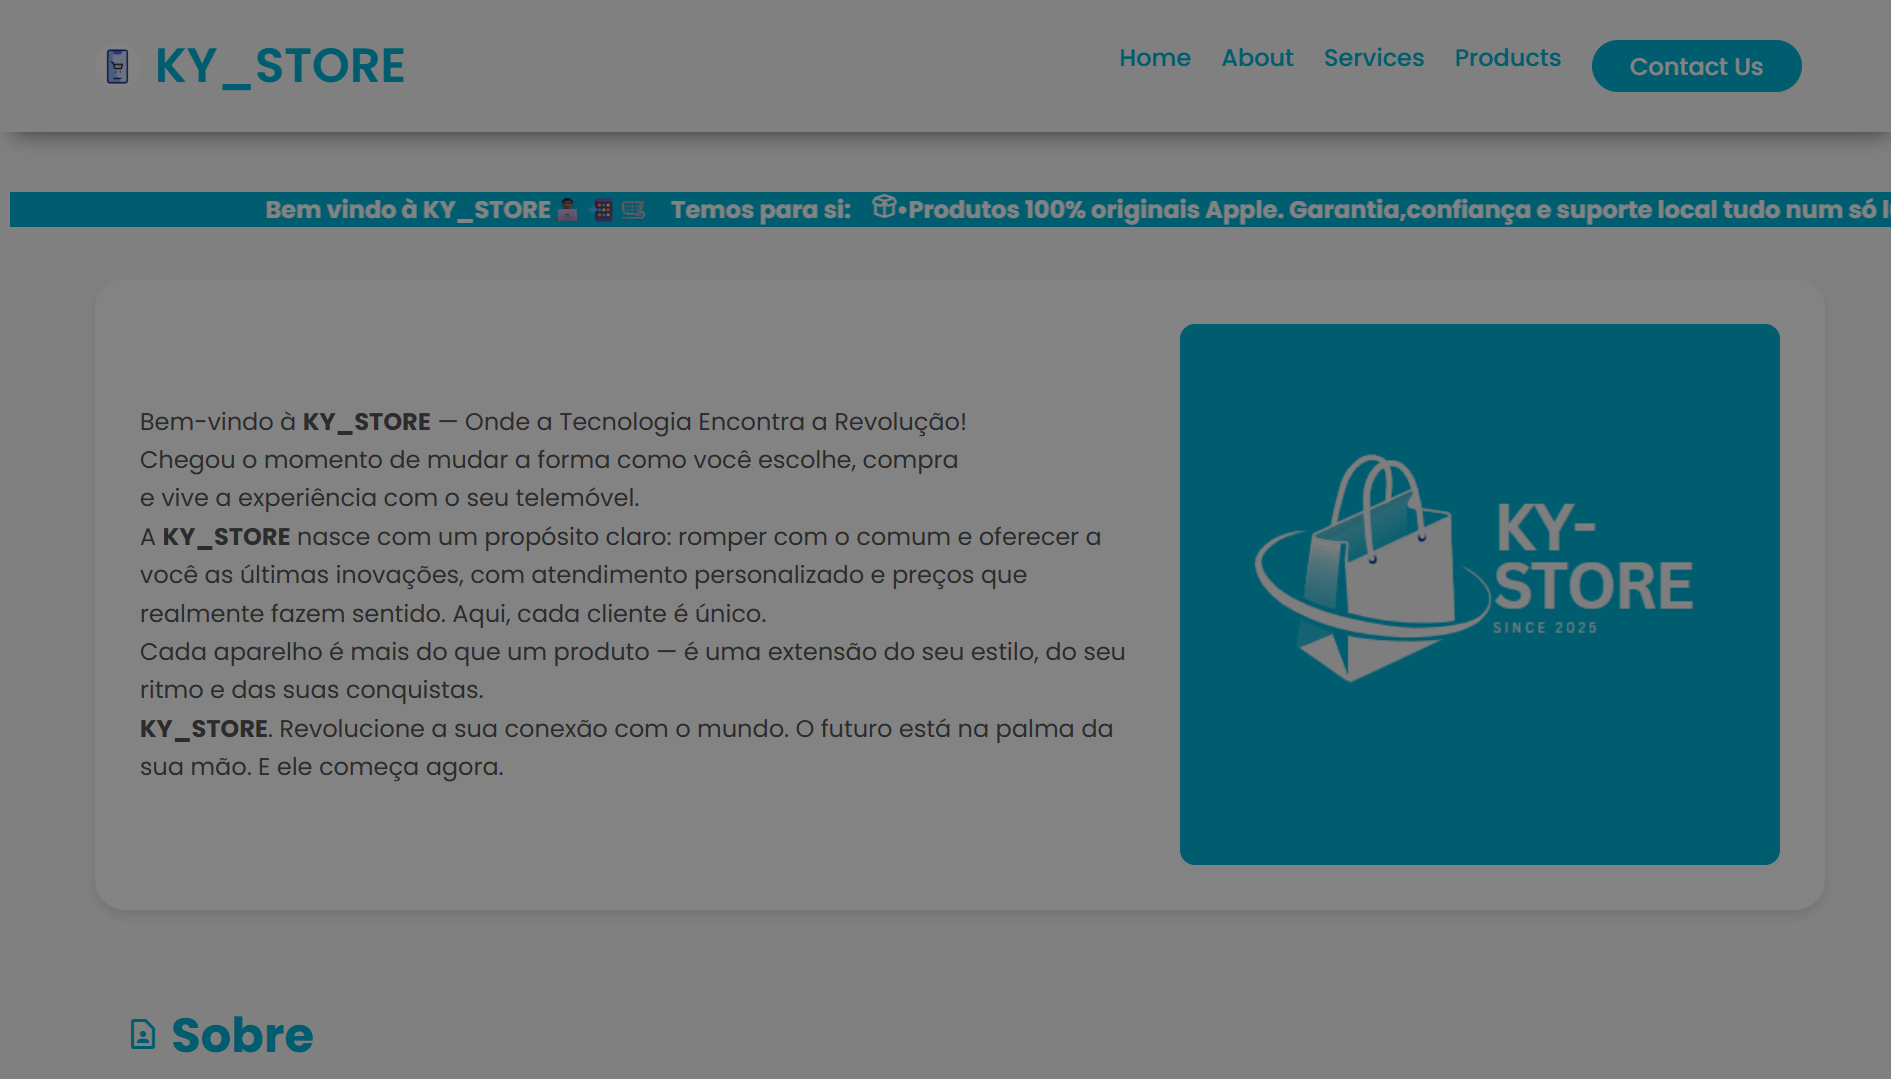 KY_STORE
Home About Services Products Contact Us
Bem vindo à KY_STORE Temos para si: •Produtos 100% originais Apple. Garantia,confiança e suporte local tudo num só
Bem-vindo à KY_STORE — Onde a Tecnologia Encontra a Revolução!
Chegou o momento de mudar a forma como você escolhe, compra
e vive a experiência com o seu telemóvel.
A KY_STORE nasce com um propósito claro: romper com o comum e oferecer a
você as últimas inovações, com atendimento personalizado e preços que
realmente fazem sentido. Aqui, cada cliente é único.
Cada aparelho é mais do que um produto — é uma extensão do seu estilo, do seu
ritmo e das suas conquistas.
KY_STORE. Revolucione a sua conexão com o mundo. O futuro está na palma da
sua mão. E ele começa agora.
KY-
STORE
SINCE 2025
Sobre